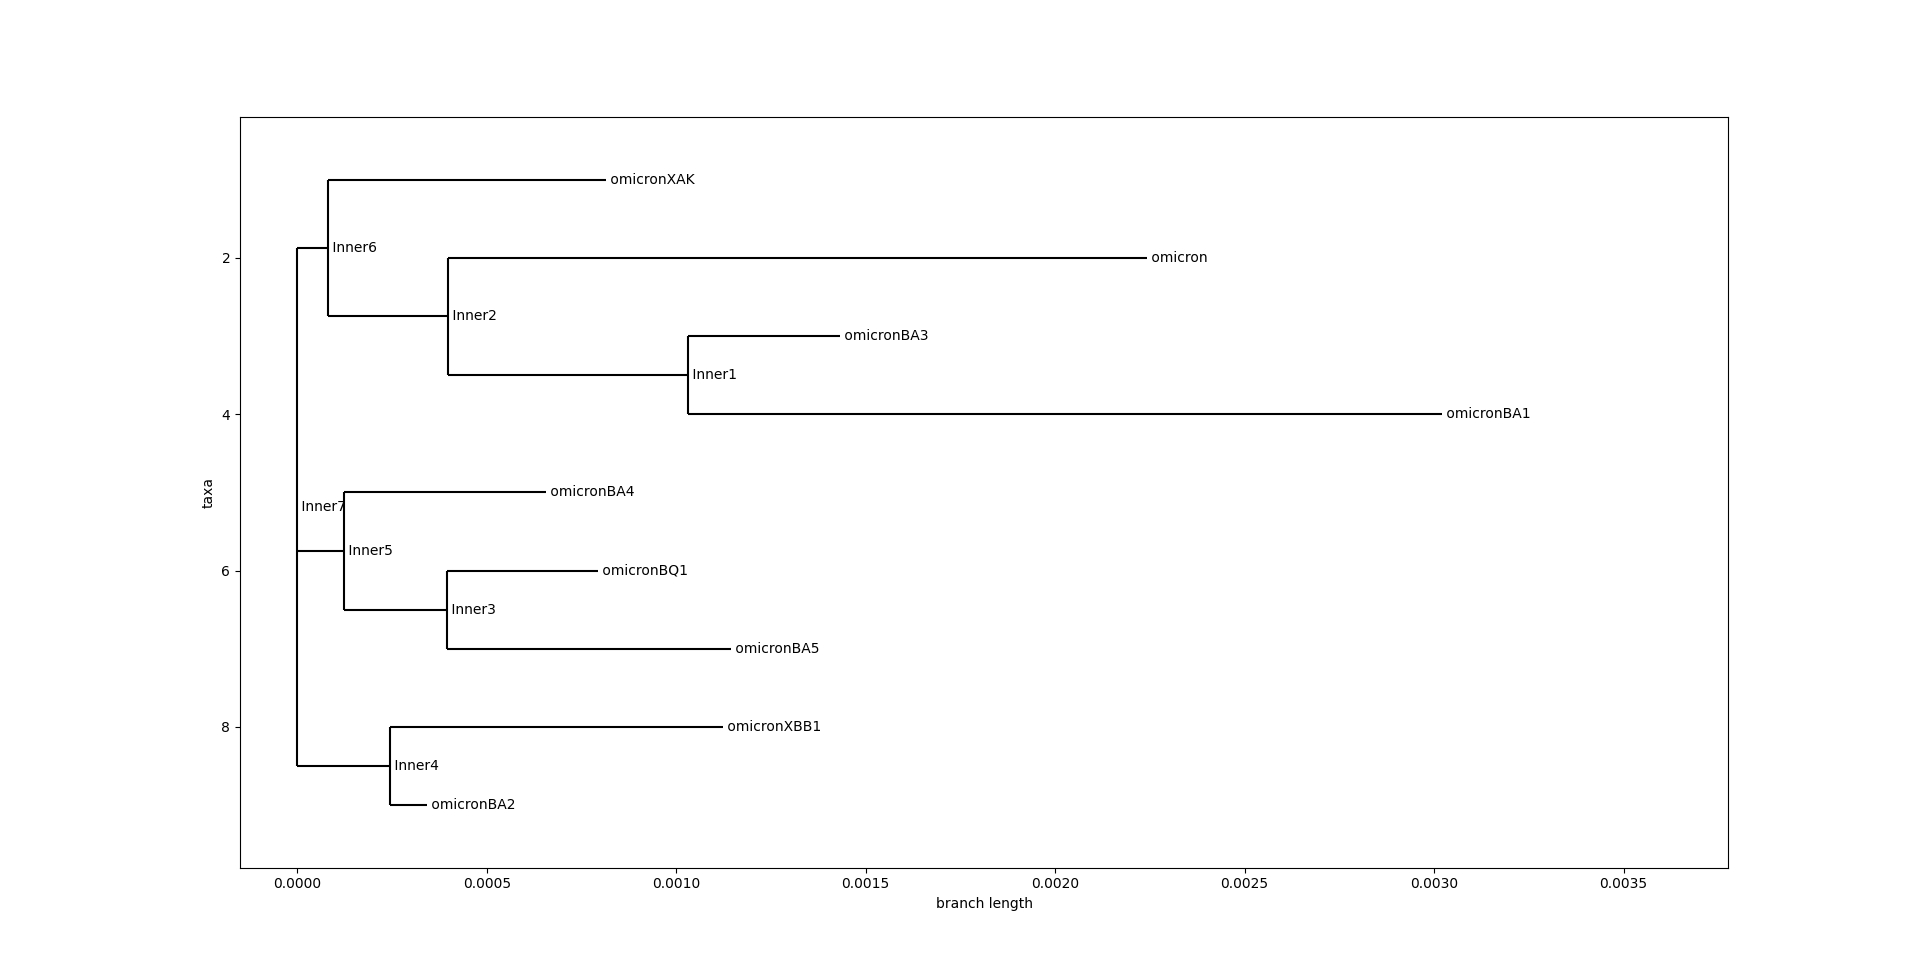 omicronXAK
Inner6
2
omicron
Inner2
omicronBA3
Inner1
4
omicronBA1
taxa
omicronBA4
Inner7
Inner5
6
omicronBQ1
Inner3
omicronBA5
8
omicronXBB1
Inner4
omicronBA2
0.0000 0.0005 0.0010 0.0015 0.0020 0.0025 0.0030 0.0035
branch length